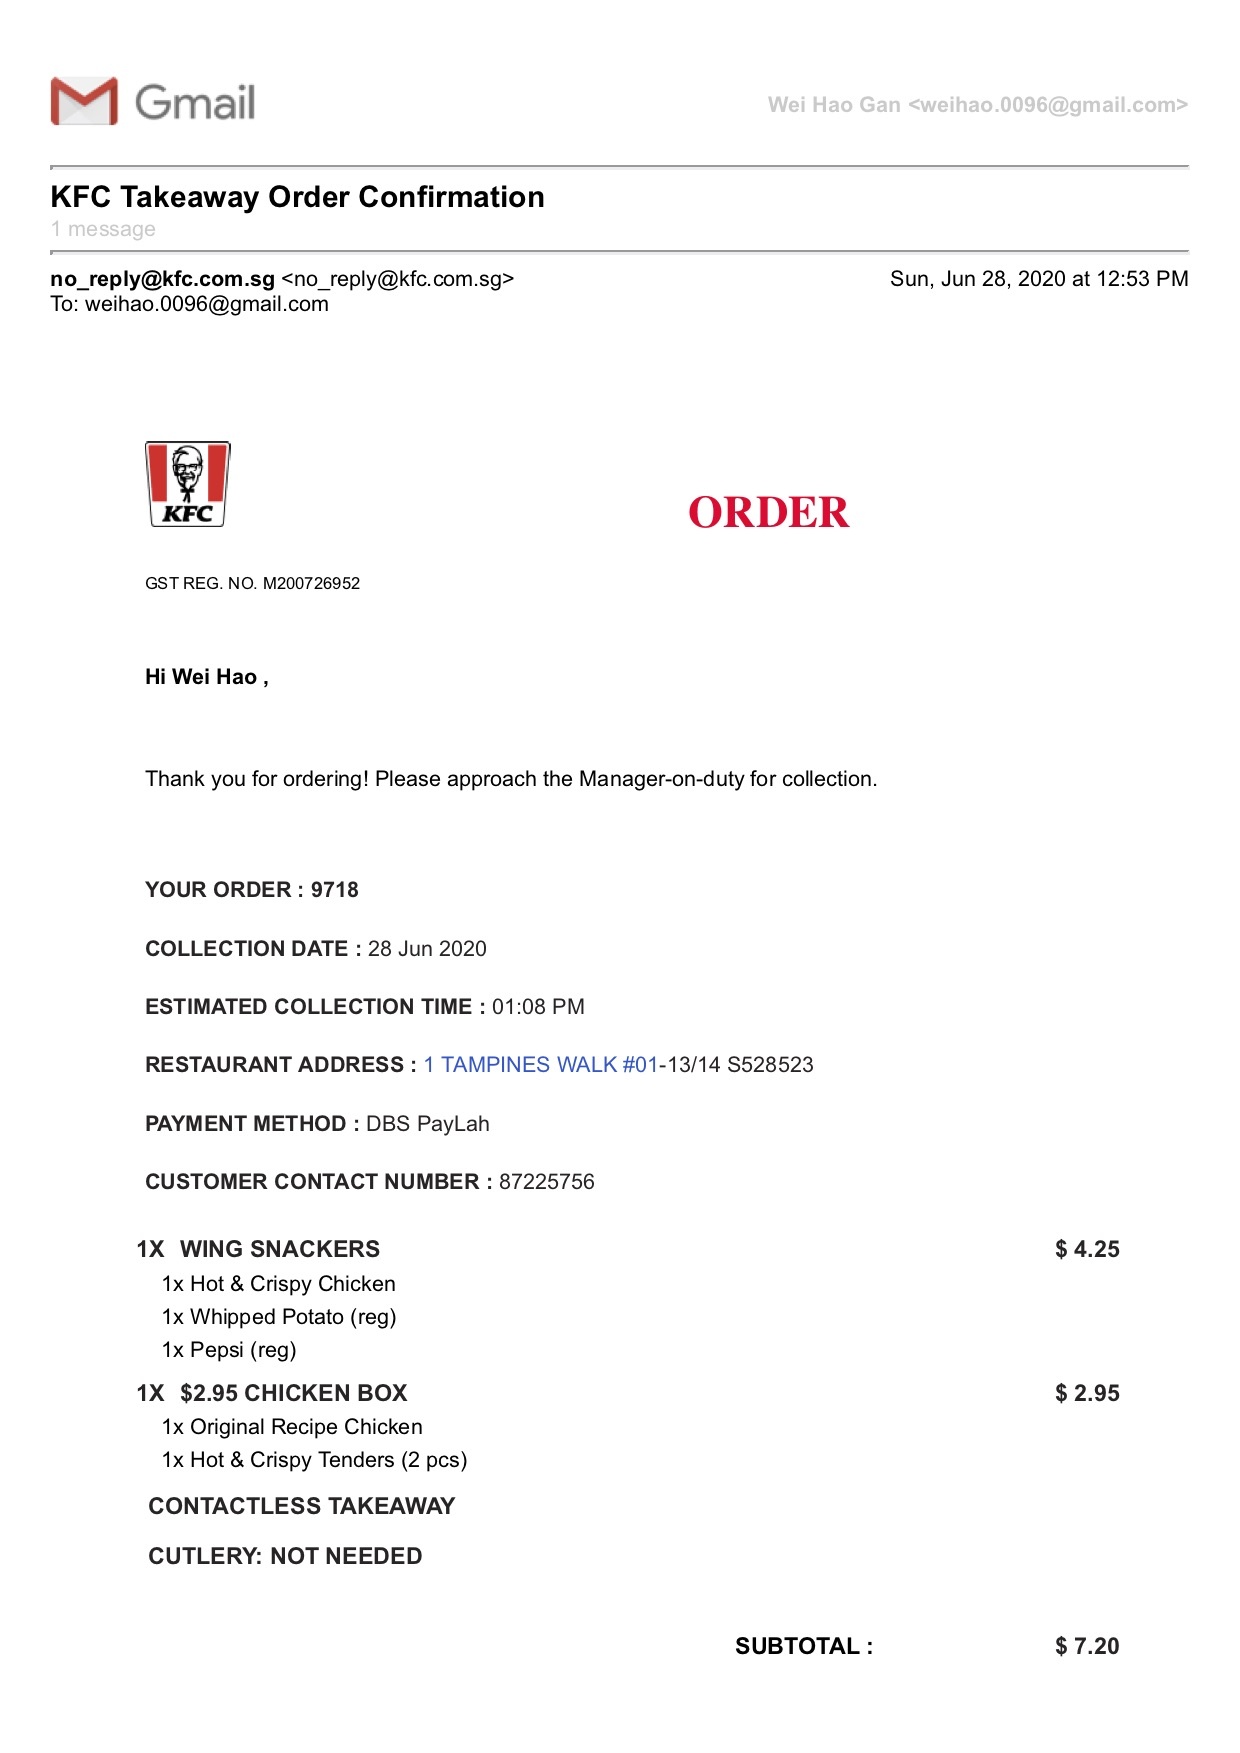 Gmail
Wei Hao Gan <weihao.0096@gmail.com>
KFC Takeaway Order Confirmation
1 message
no_reply@kfc.com.sg <no_reply@kfc.com.sg>
Sun, Jun 28, 2020 at 12:53 PM
To: weihao.0096@gmail.com
KFC
ORDER
GST REG. NO. M200726952
Hi Wei Hao ,
Thank you for ordering! Please approach the Manager-on-duty for collection.
YOUR ORDER : 9718
COLLECTION DATE : 28 Jun 2020
ESTIMATED COLLECTION TIME : 01:08 PM
RESTAURANT ADDRESS : 1 TAMPINES WALK #01-13/14 S528523
PAYMENT METHOD : DBS PayLah
CUSTOMER CONTACT NUMBER : 87225756
1X WING SNACKERS $ 4.25
1x Hot & Crispy Chicken
1x Whipped Potato (reg)
1x Pepsi (reg)
1X $2.95 CHICKEN BOX $ 2.95
1x Original Recipe Chicken
1x Hot & Crispy Tenders (2 pcs)
CONTACTLESS TAKEAWAY
CUTLERY: NOT NEEDED
SUBTOTAL : $ 7.20